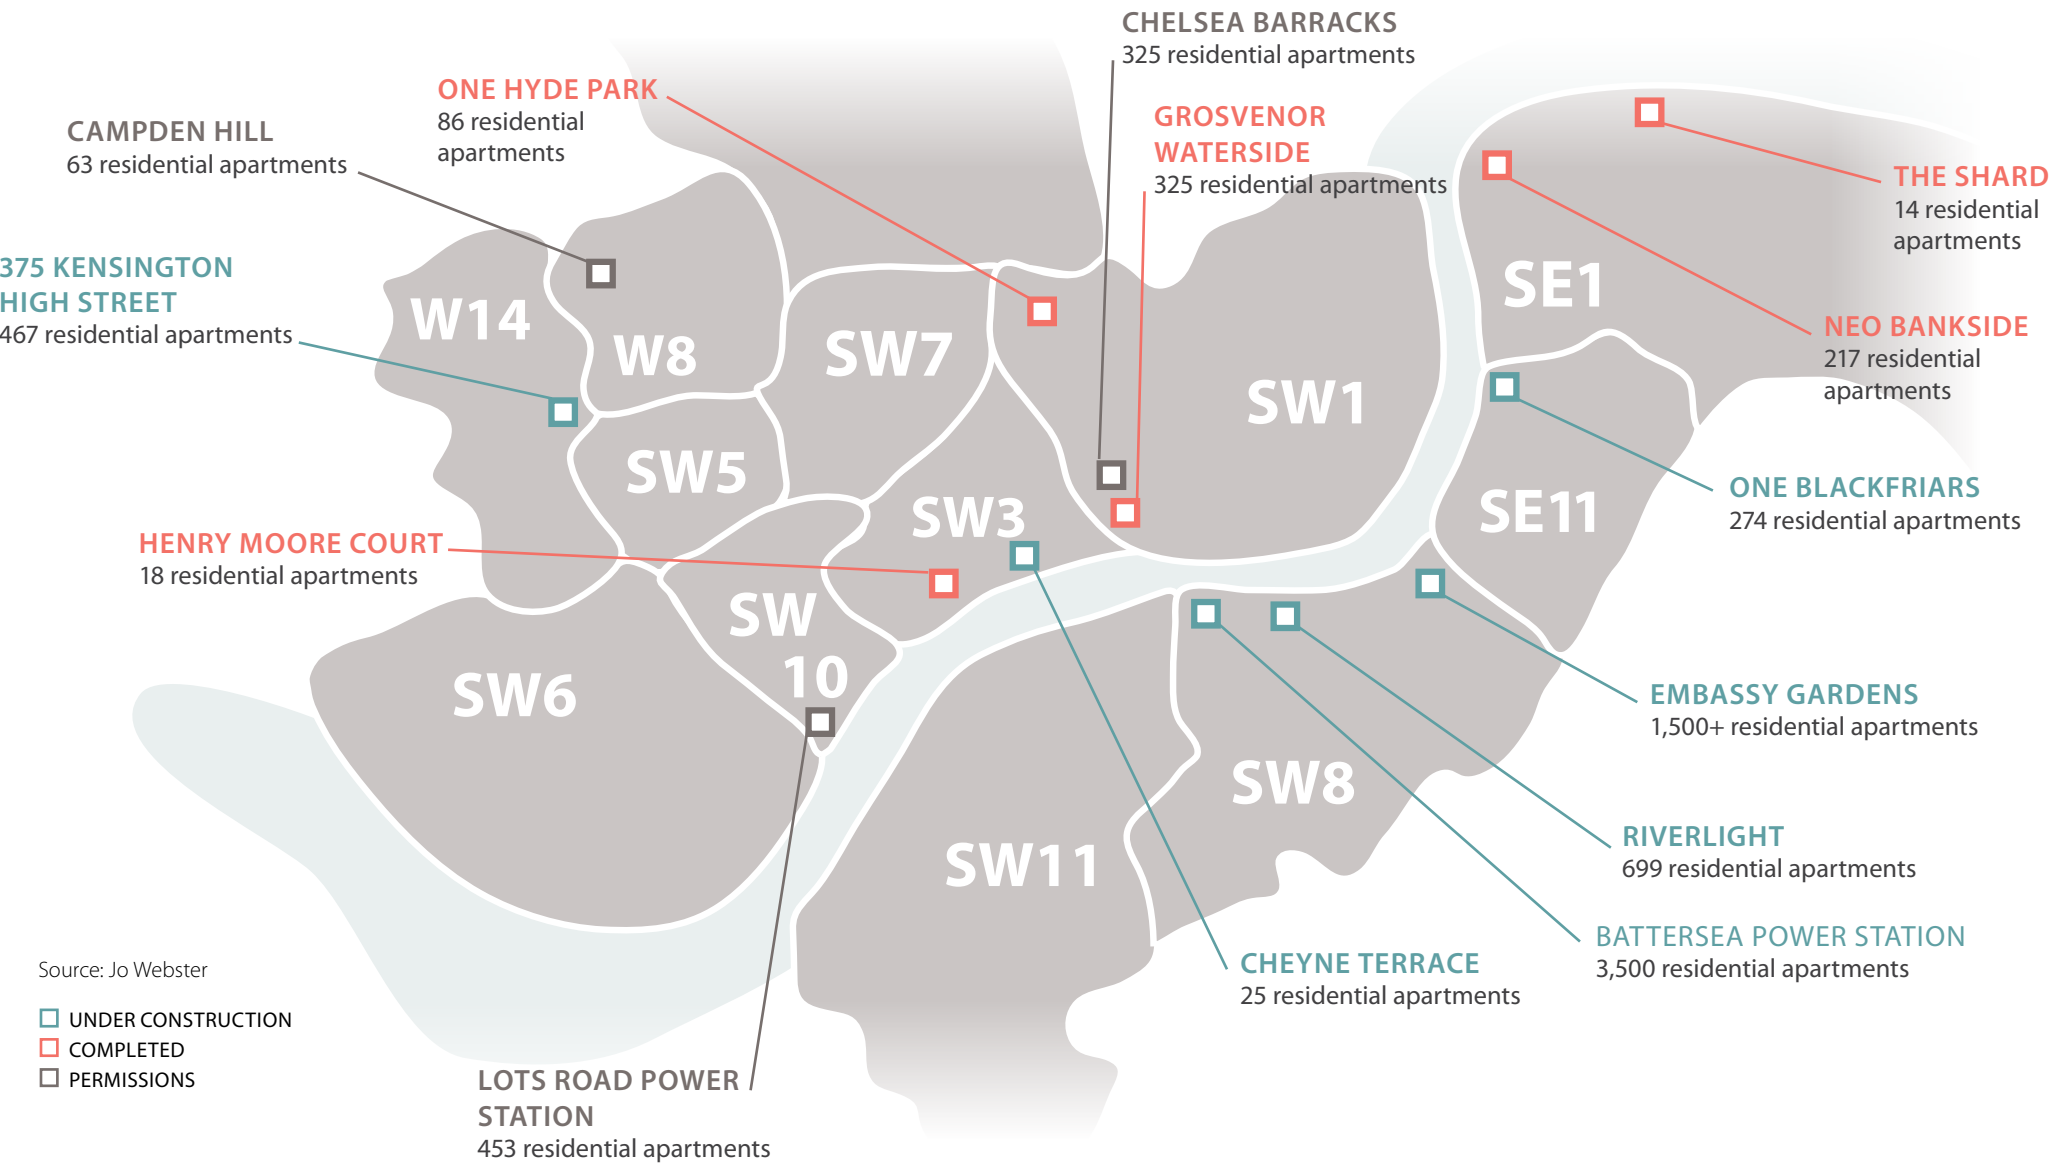 CHELSEA BARRACKS
325 residential apartments
ONE HYDE PARK
86 residential
apartments
GROSVENOR
WATERSIDE
325 residential apartments
CAMPDEN HILL
63 residential apartments
THE SHARD
14 residential
apartments
375 KENSINGTON
HIGH STREET
467 residential apartments
W14
W8
SW7
SW1
SE1
NEO BANKSIDE
217 residential
apartments
SW5
SW3
SE11
ONE BLACKFRIARS
274 residential apartments
HENRY MOORE COURT
18 residential apartments
SW
10
SW6
EMBASSY GARDENS
1,500+ residential apartments
SW8
SW11
RIVERLIGHT
699 residential apartments
BATTERSEA POWER STATION
3,500 residential apartments
CHEYNE TERRACE
25 residential apartments
Source: Jo Webster
UNDER CONSTRUCTION
COMPLETED
PERMISSIONS
LOTS ROAD POWER
STATION
453 residential apartments